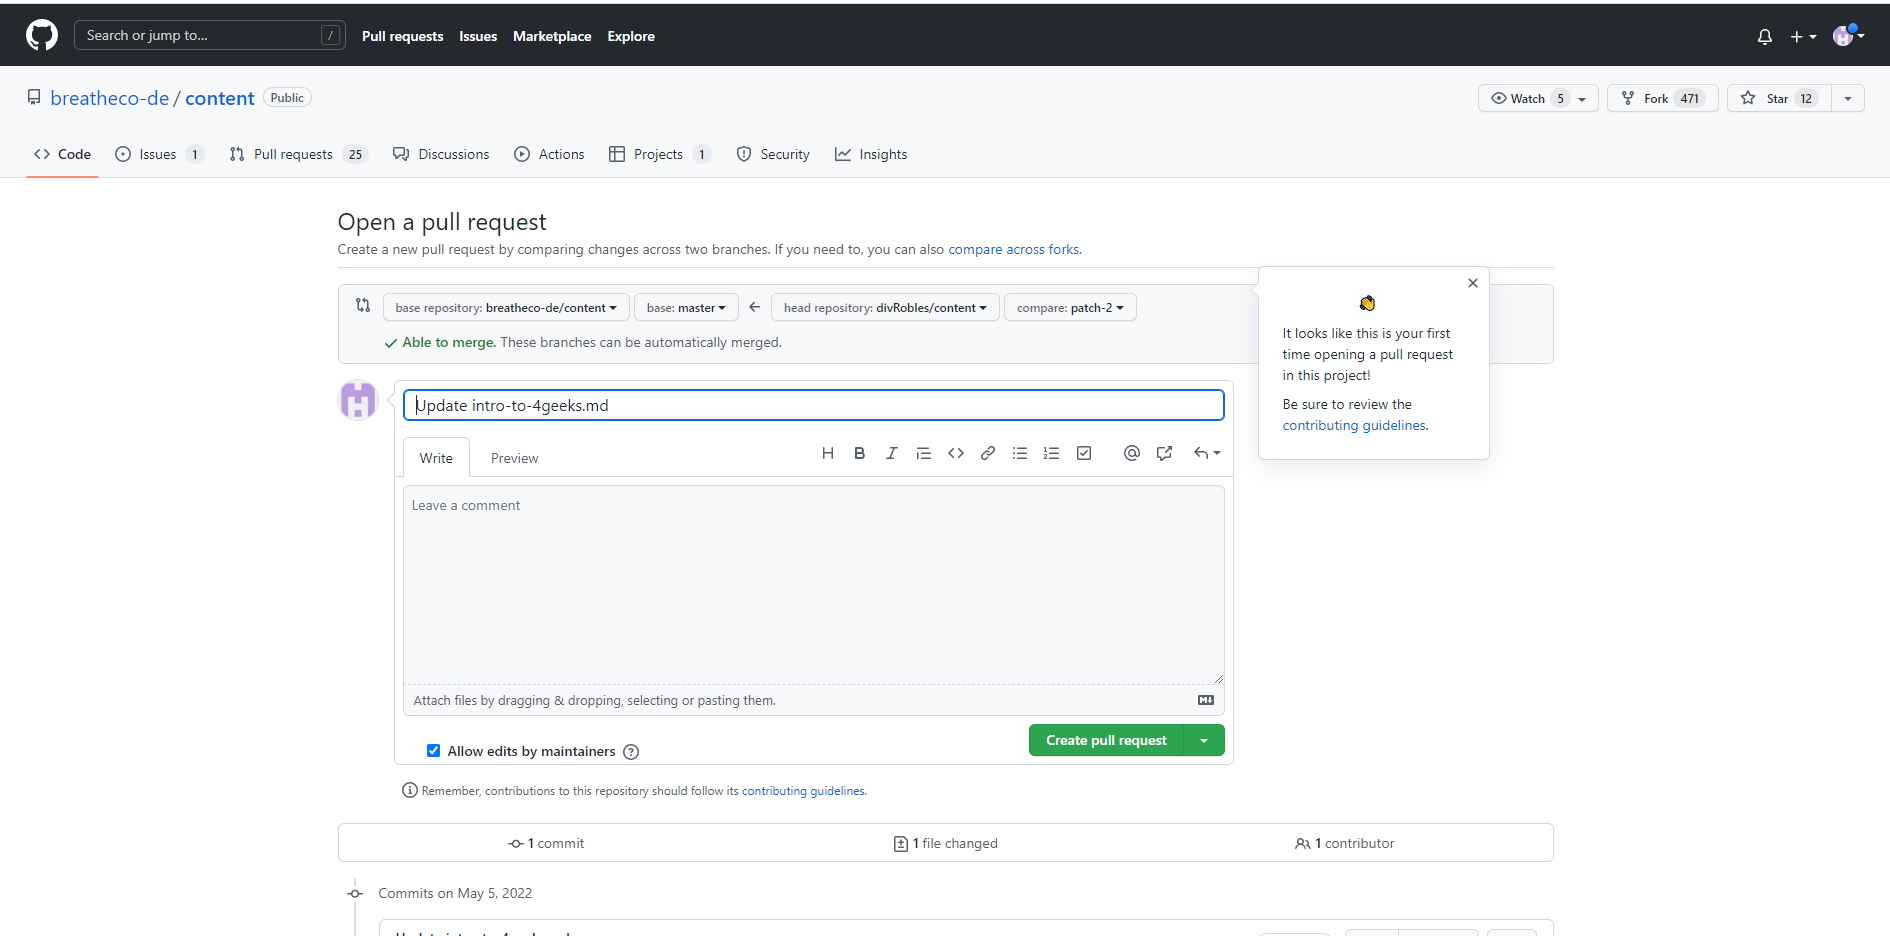 Search or jump to... /
Pull requests Issues Marketplace Explore
breatheco-de / content Public
Watch 5 Fork 471 Star 12
Code Issues 1 Pull requests 25 Discussions Actions Projects 1 Security Insights
Open a pull request
Create a new pull request by comparing changes across two branches. If you need to, you can also compare across forks.
base repository: breatheco-de/content base: master head repository: divRobles/content compare: patch-2
Able to merge. These branches can be automatically merged.
It looks like this is your first
time opening a pull request
in this project!
Be sure to review the
contributing guidelines.
Update intro-to-4geeks.md
Write Preview
Leave a comment
Attach files by dragging & dropping, selecting or pasting them.
Allow edits by maintainers
Create pull request
Remember, contributions to this repository should follow its contributing guidelines.
1 commit 1 file changed 1 contributor
Commits on May 5, 2022